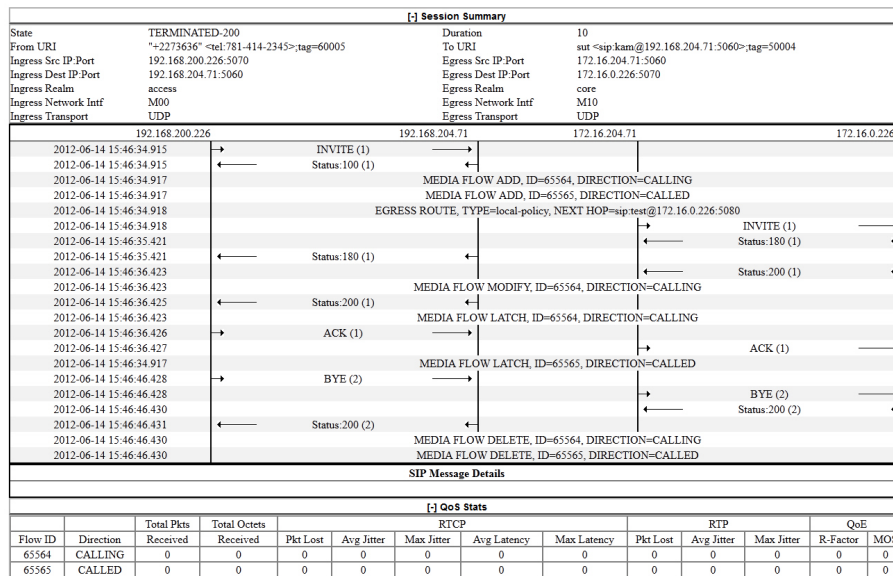 [-] Session Summary
State TERMINATED-200 Duration 10
From URI "+2273636" <tel:781-414-2345>;tag=60005 To URI sut <sip:kam@192.168.204.71:5060>;tag=50004
Ingress Src IP:Port 192.168.200.226:5070 Egress Src IP:Port 172.16.204.71:5060
Ingress Dest IP:Port 192.168.204.71:5060 Egress Dest IP:Port 172.16.0.226:5070
Ingress Realm access Egress Realm core
Ingress Network Intf M00 Egress Network Intf M10
Ingress Transport UDP Egress Transport UDP
192.168.200.226 192.168.204.71 172.16.204.71 172.16.0.226
2012-06-14 15:46:34.915 INVITE (1)
2012-06-14 15:46:34.915 Status:100 (1)
2012-06-14 15:46:34.917 MEDIA FLOW ADD, ID=65564, DIRECTION=CALLING
2012-06-14 15:46:34.917 MEDIA FLOW ADD, ID=65565, DIRECTION=CALLED
2012-06-14 15:46:34.918 EGRESS ROUTE, TYPE=local-policy, NEXT HOP=sip:test@172.16.0.226:5080
2012-06-14 15:46:34.918 INVITE (1)
2012-06-14 15:46:35.421 Status:180 (1)
2012-06-14 15:46:35.421 Status:180 (1)
2012-06-14 15:46:36.423 Status:200 (1)
2012-06-14 15:46:36.423 MEDIA FLOW MODIFY, ID=65564, DIRECTION=CALLING
2012-06-14 15:46:36.425 Status:200 (1)
2012-06-14 15:46:36.423 MEDIA FLOW LATCH, ID=65564, DIRECTION=CALLING
2012-06-14 15:46:36.426 ACK (1)
2012-06-14 15:46:36.427 ACK (1)
2012-06-14 15:46:34.917 MEDIA FLOW LATCH, ID=65565, DIRECTION=CALLED
2012-06-14 15:46:46.428 BYE (2)
2012-06-14 15:46:46.428 BYE (2)
2012-06-14 15:46:46.430 Status:200 (2)
2012-06-14 15:46:46.431 Status:200 (2)
2012-06-14 15:46:46.430 MEDIA FLOW DELETE, ID=65564, DIRECTION=CALLING
2012-06-14 15:46:46.430 MEDIA FLOW DELETE, ID=65565, DIRECTION=CALLED
SIP Message Details
[-] QoS Stats
Total Pkts Total Octets RTCP RTP QoE
Flow ID Direction Received Received Pkt Lost Avg Jitter Max Jitter Avg Latency Max Latency Pkt Lost Avg Jitter Max Jitter R-Factor MOS
65564 CALLING 0 0 0 0 0 0 0 0 0 0 0 0
65565 CALLED 0 0 0 0 0 0 0 0 0 0 0 0